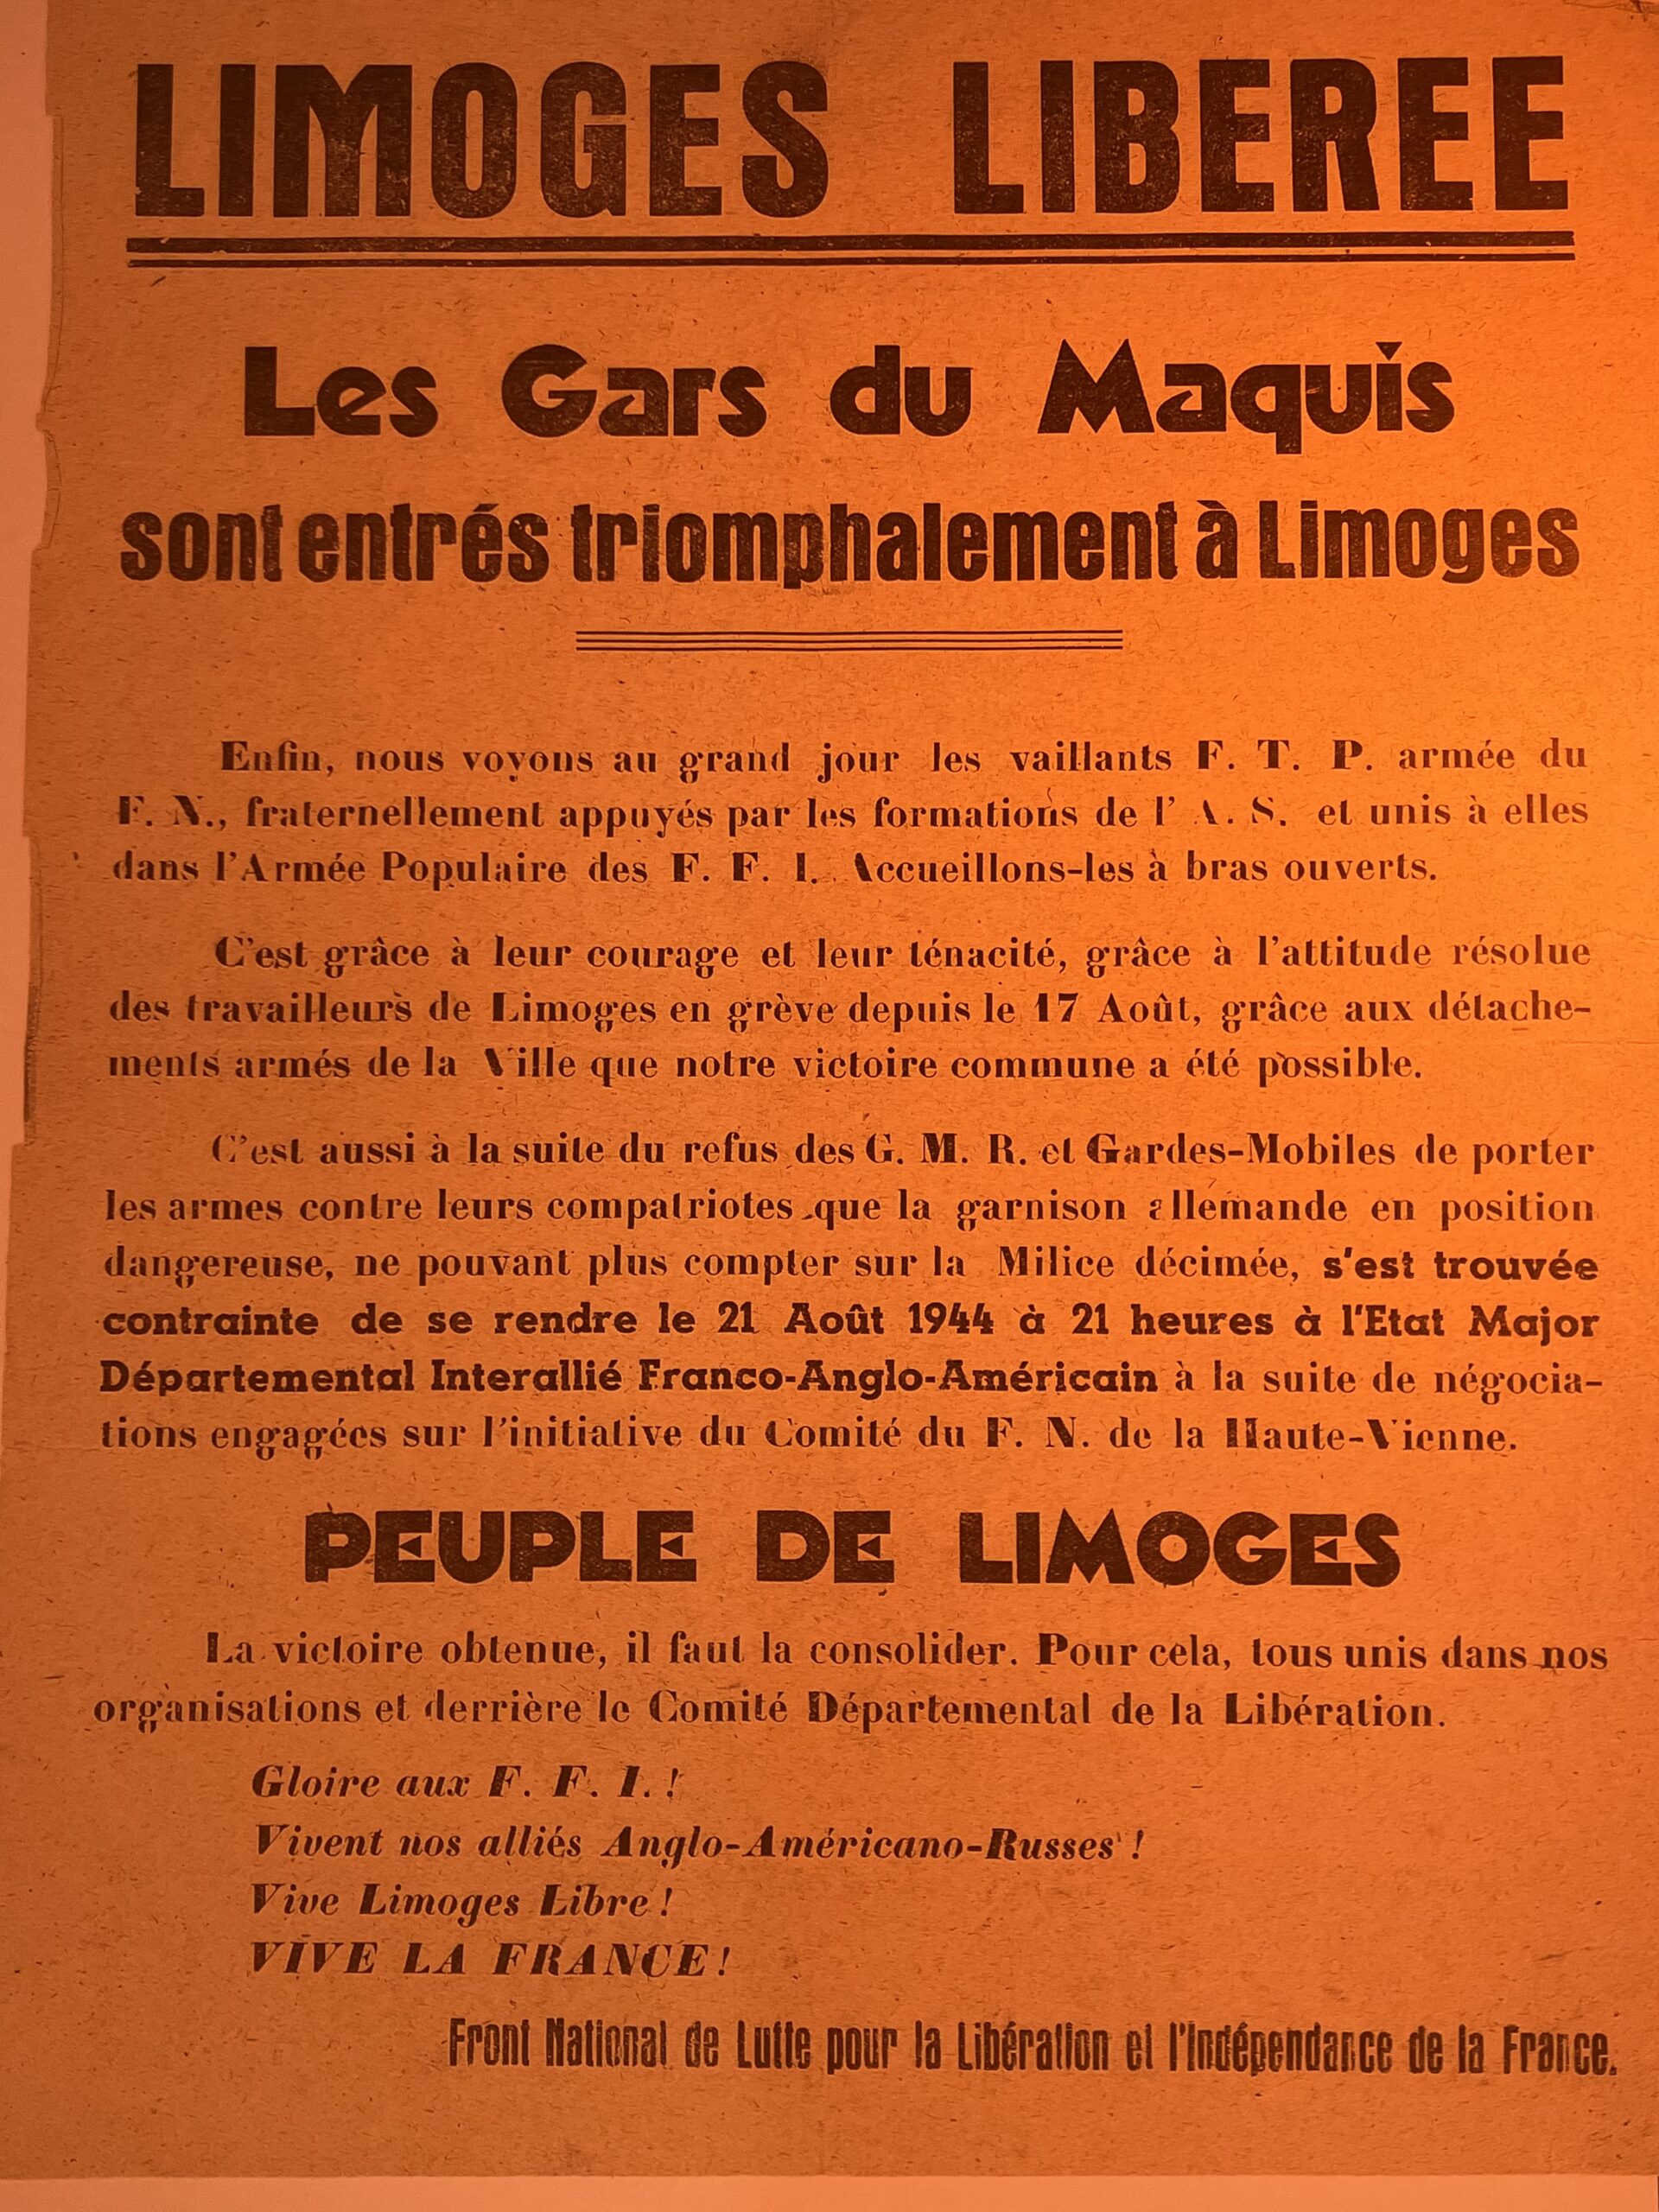 LIMOGES LIBEREE
Les Gars du Maquis
sont entrés triomphalement à Limoges
Enfin, nous voyons au grand jour les vaillants F. T. P. armée du
F. N., fraternellement appuyés par les formations de l' A. S. et unis à elles
dans l'Armée Populaire des F. F. I. Accueillons-les à bras ouverts.
C'est grâce à leur courage et leur ténacité, grâce à l'attitude résolue
des travailleurs de Limoges en grève depuis le 17 Août, grâce aux détache-
ments armés de la Ville que notre victoire commune a été possible.
C'est aussi à la suite du refus des G. M. R. et Gardes-Mobiles de porter
les armes contre leurs compatriotes que la garnison allemande en position
dangereuse, ne pouvant plus compter sur la Milice décimée, s'est trouvée
contrainte de se rendre le 21 Août 1944 à 21 heures à l'Etat Major
Départemental Interallié Franco-Anglo-Américain à la suite de négocia-
tions engagées sur l'initiative du Comité du F. N. de la Haute-Vienne.
PEUPLE DE LIMOGES
La victoire obtenue, il faut la consolider. Pour cela, tous unis dans nos
organisations et derrière le Comité Départemental de la Libération.
Gloire aux F. F. I. !
Vivent nos alliés Anglo-Américano-Russes !
Vive Limoges Libre !
VIVE LA FRANCE !
Front National de Lutte pour la Libération et l'Indépendance de la France.